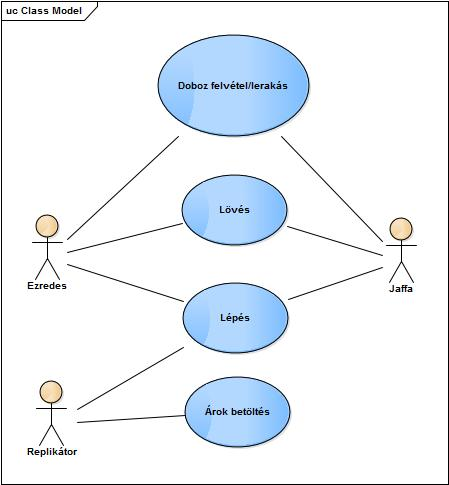 uc Class Model
Doboz felvétel/lerakás
Lövés
Ezredes
Jaffa
Lépés
Árok betöltés
Replikátor